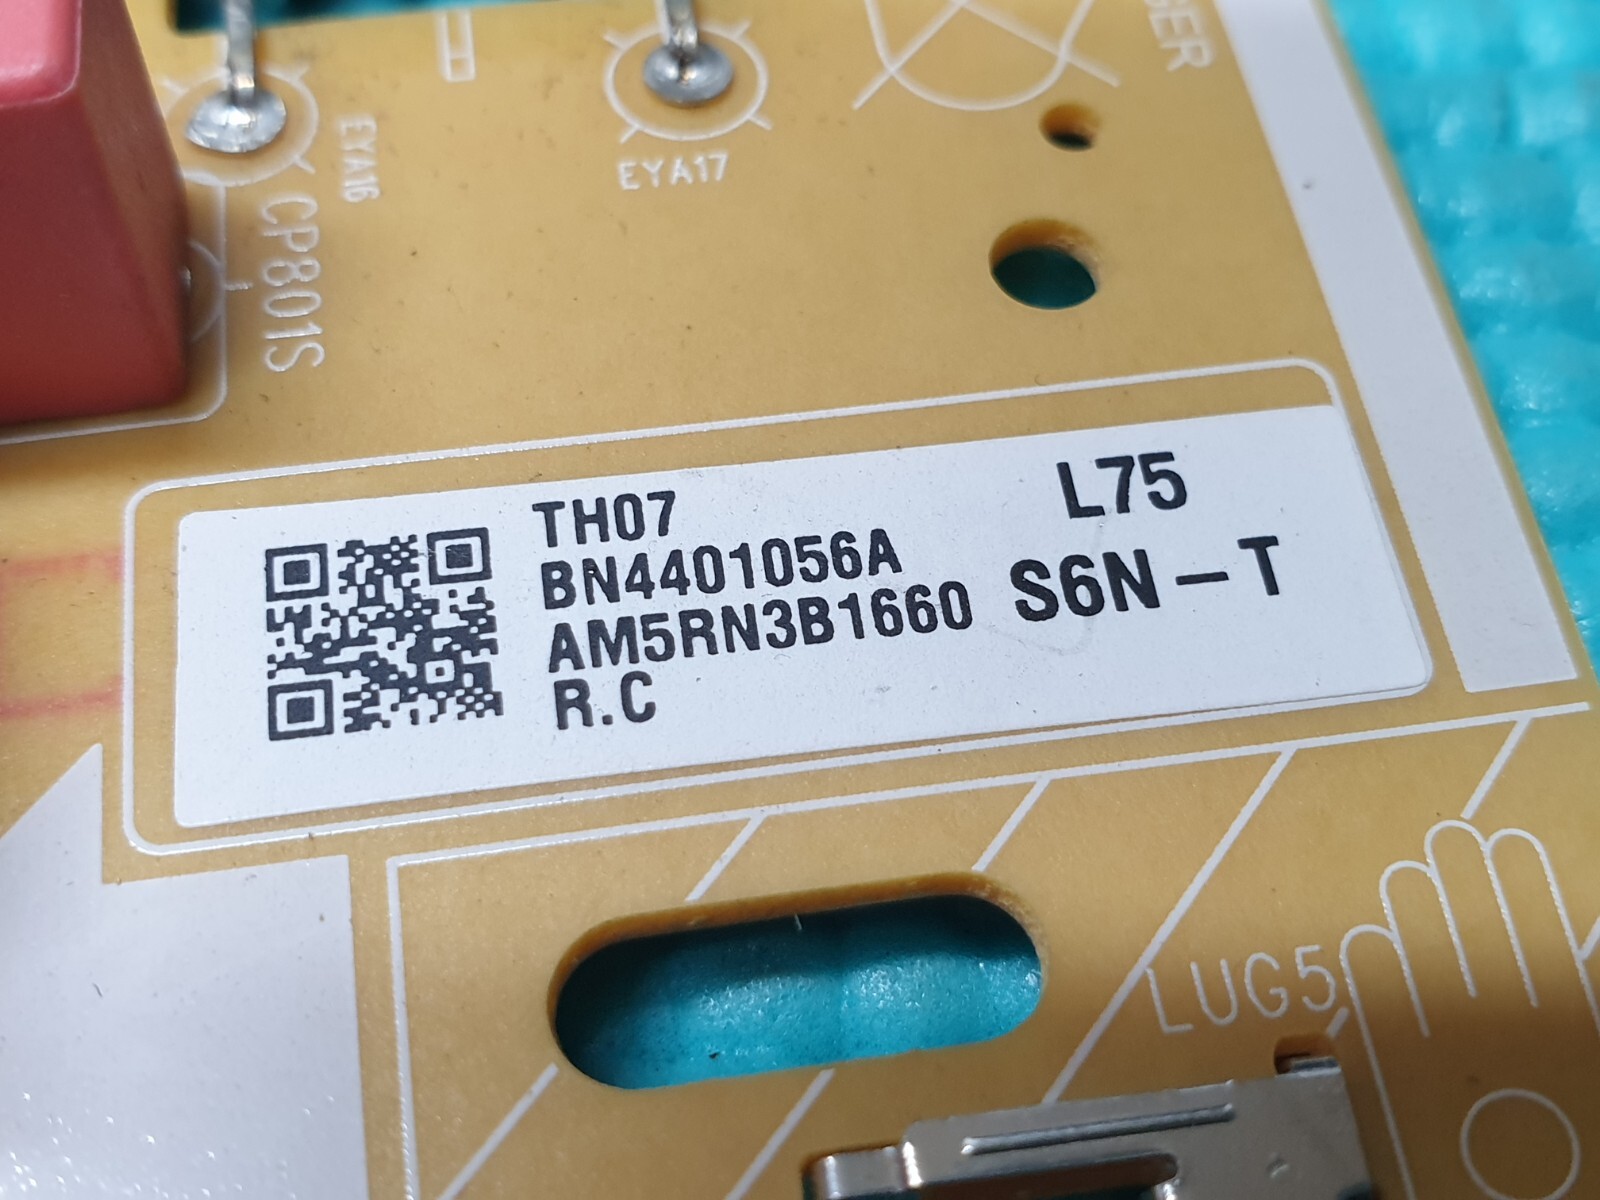 EYA16
EYA17
CP801S
TH07
L75
BN4401056A
S6N-T
AM5RN3B1660
R.C
LUG5